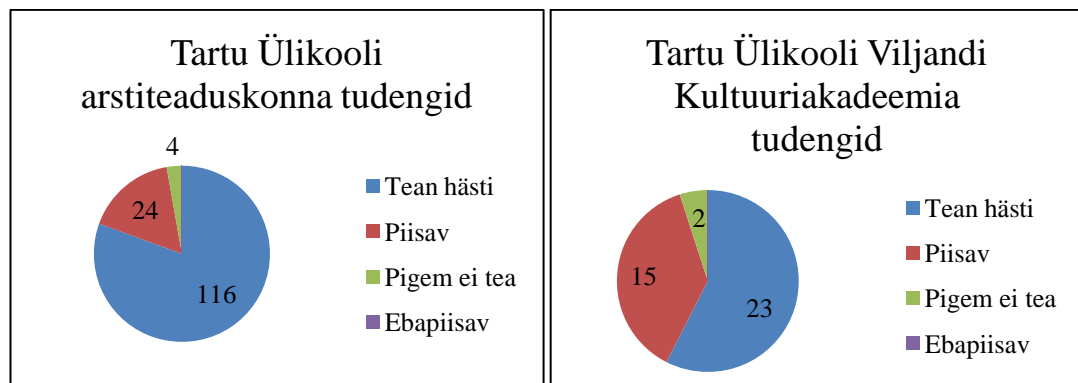 Tartu Ülikooli
arstiteaduskonna tudengid
4
24
116
Tean hästi
Piisav
Pigem ei tea
Ebapiisav
Tartu Ülikooli Viljandi
Kultuuriakadeemia
tudengid
2
15
23
Tean hästi
Piisav
Pigem ei tea
Ebapiisav